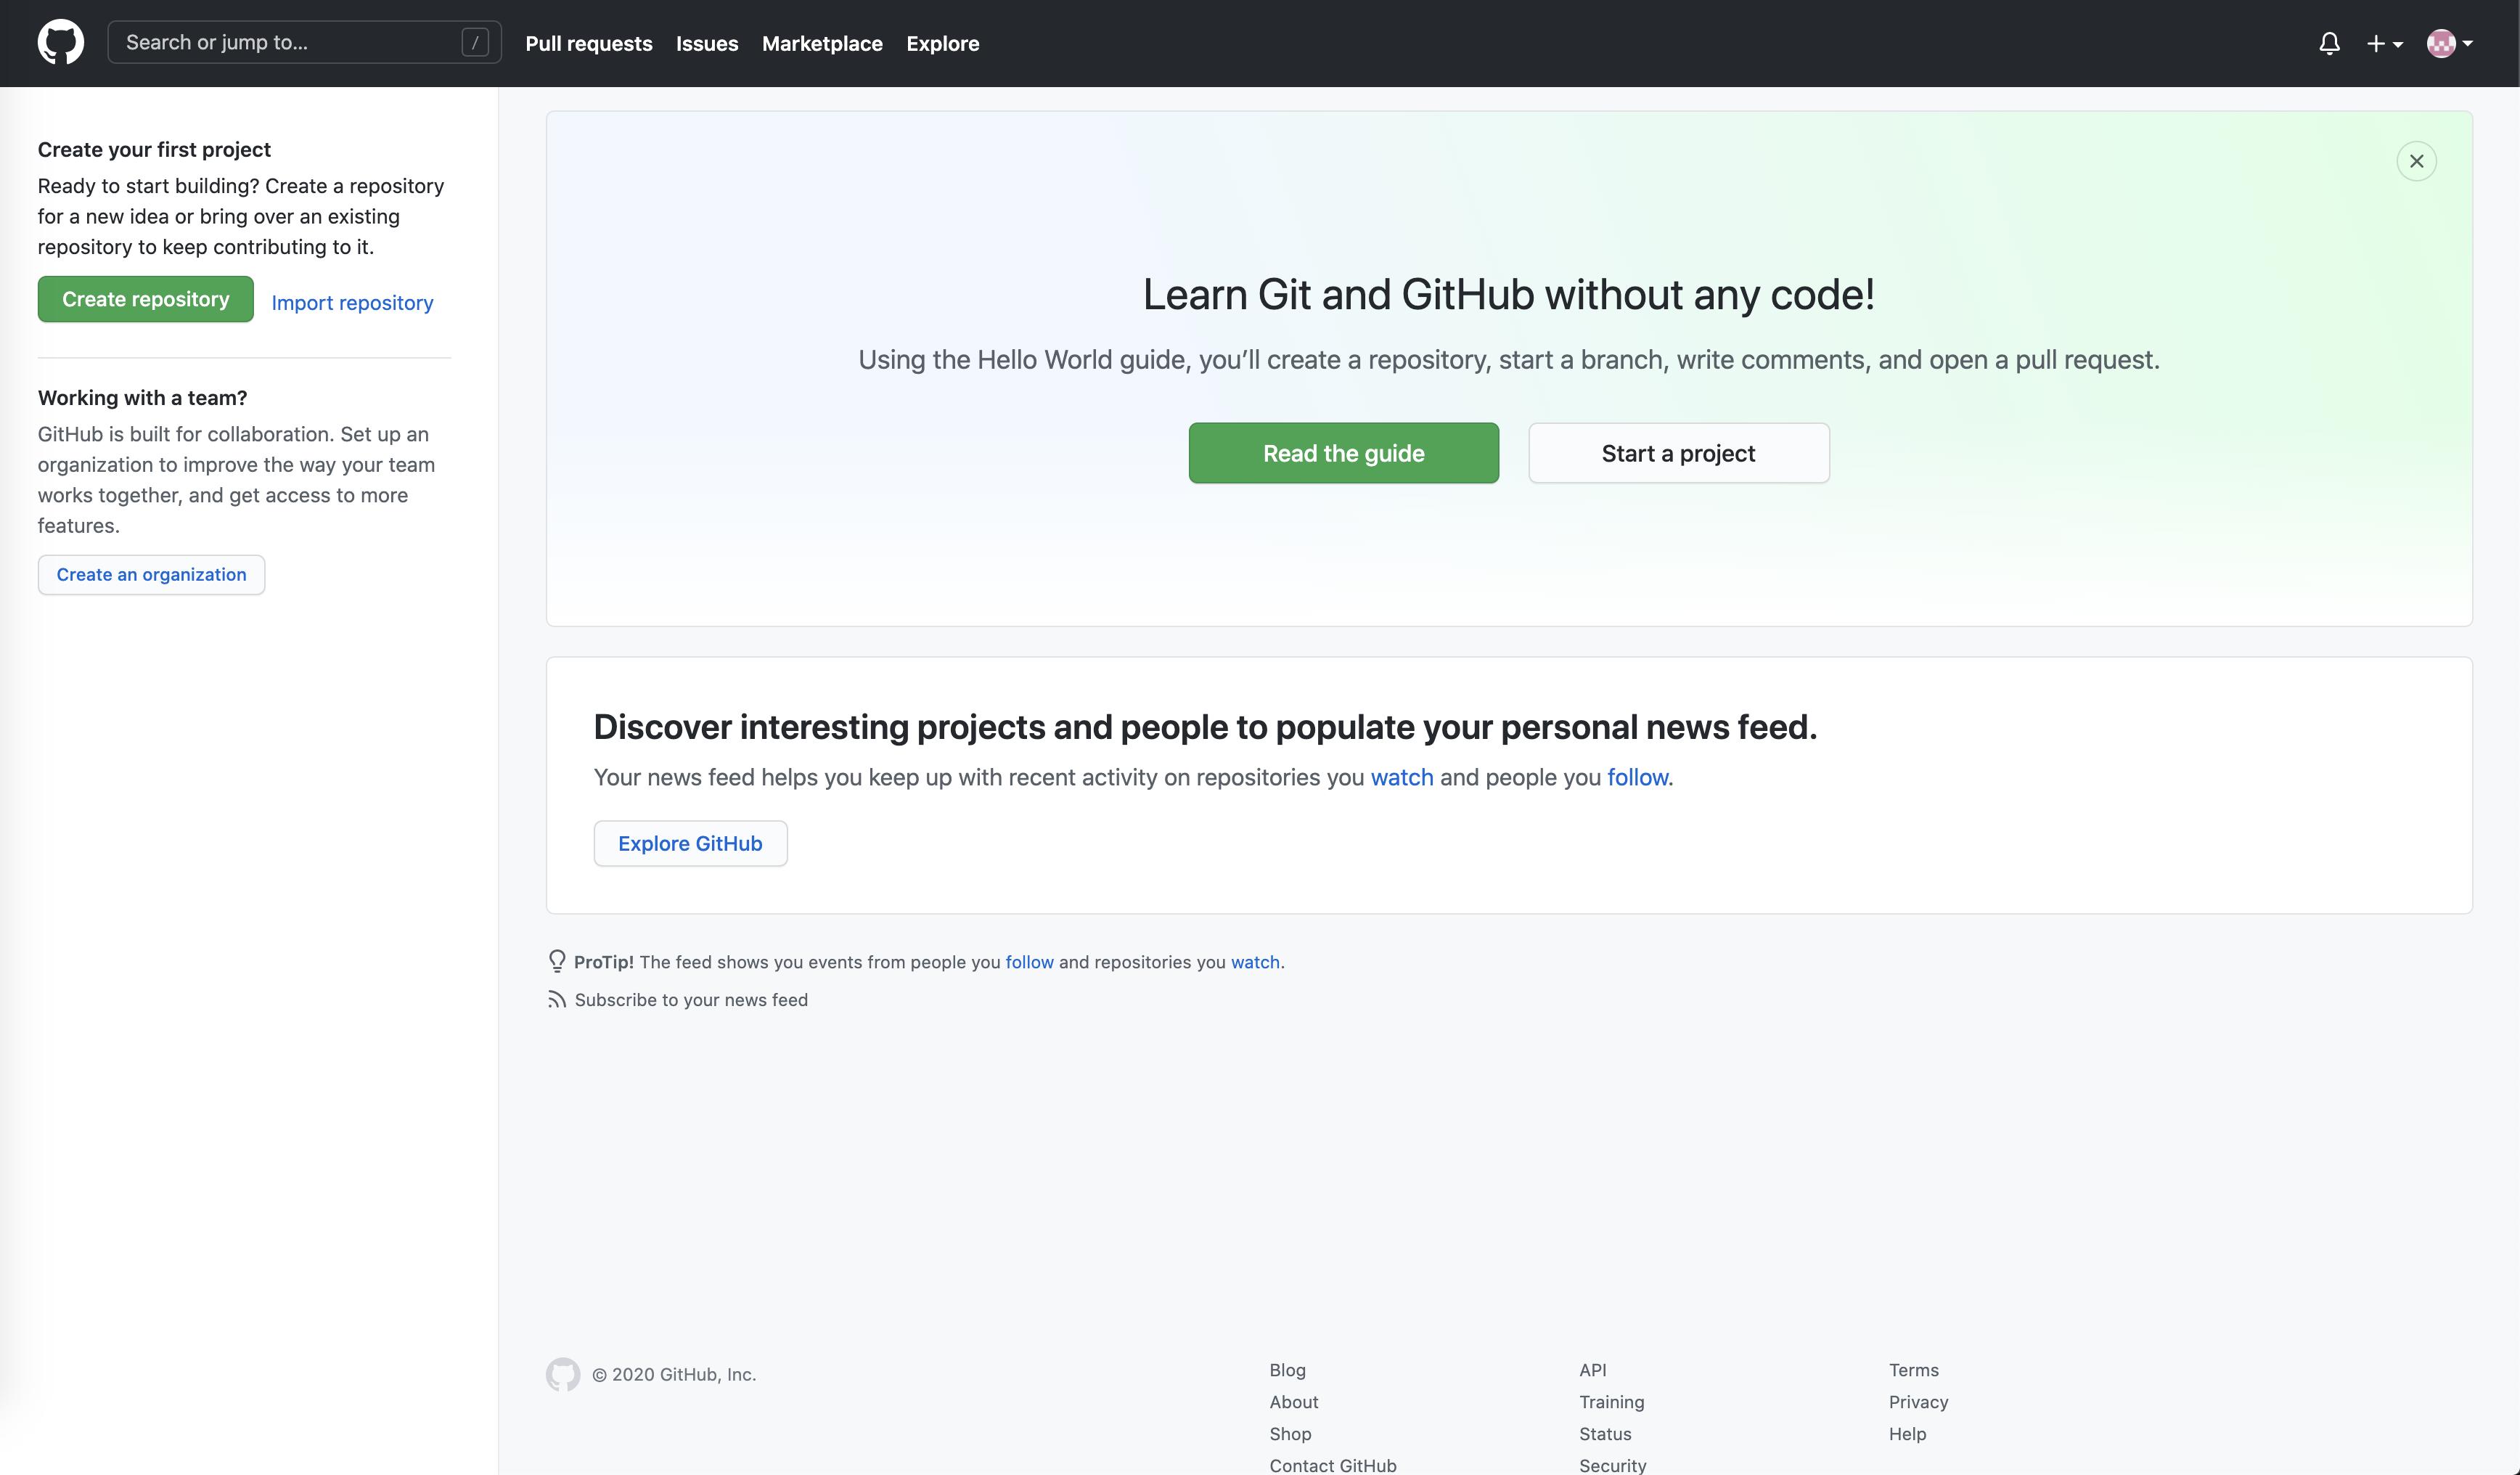 Search or jump to... /
Pull requests Issues Marketplace Explore
Create your first project
Ready to start building? Create a repository
for a new idea or bring over an existing
repository to keep contributing to it.
Create repository Import repository
Working with a team?
GitHub is built for collaboration. Set up an
organization to improve the way your team
works together, and get access to more
features.
Create an organization
Learn Git and GitHub without any code!
Using the Hello World guide, you’ll create a repository, start a branch, write comments, and open a pull request.
Read the guide Start a project
Discover interesting projects and people to populate your personal news feed.
Your news feed helps you keep up with recent activity on repositories you watch and people you follow.
Explore GitHub
ProTip! The feed shows you events from people you follow and repositories you watch.
Subscribe to your news feed
© 2020 GitHub, Inc.
Blog
About
Shop
Contact GitHub
API
Training
Status
Security
Terms
Privacy
Help